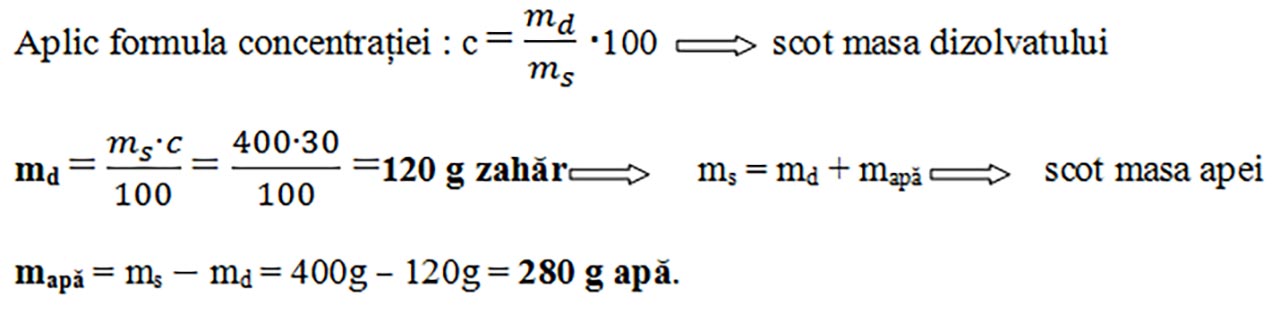 Aplic formula concentrației : c = m_d/m_s ·100 ⟹ scot masa dizolvatului
m_d = m_s·c/100 = 400·30/100 =120 g zahăr⟹ m_s = m_d + m_apă⟹ scot masa apei
m_apă = m_s − m_d = 400g – 120g = 280 g apă.